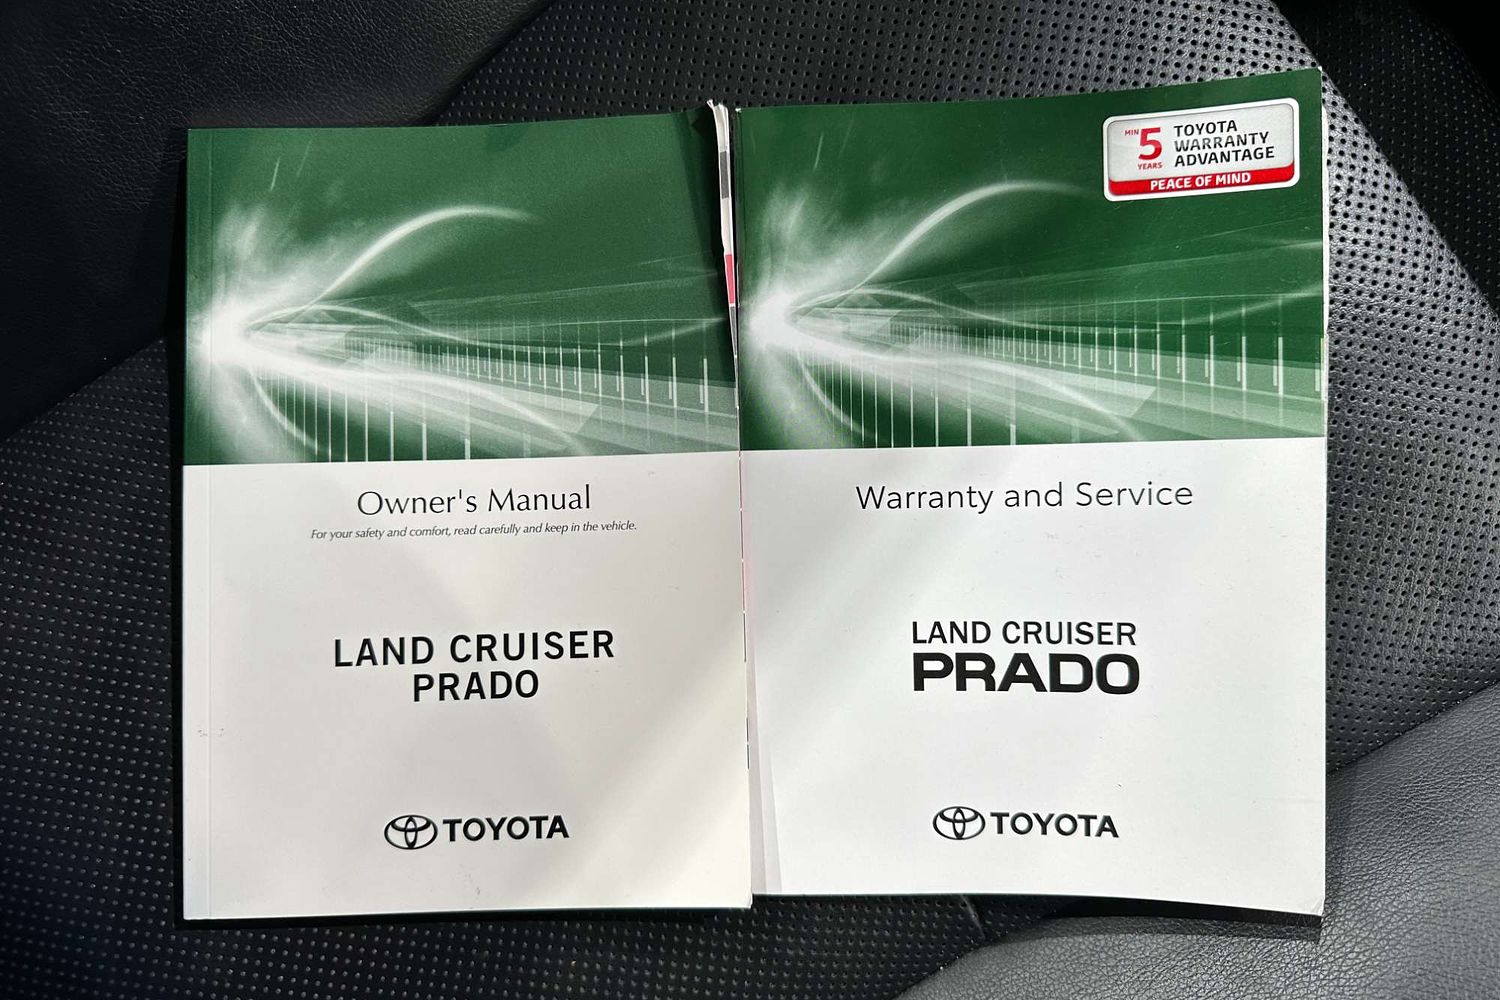 Owner's Manual
For your safety and comfort, read carefully and keep in the vehicle.
LAND CRUISER
PRADO
TOYOTA
MIN 5 YEARS
TOYOTA
WARRANTY
ADVANTAGE
PEACE OF MIND
Warranty and Service
LAND CRUISER
PRADO
TOYOTA